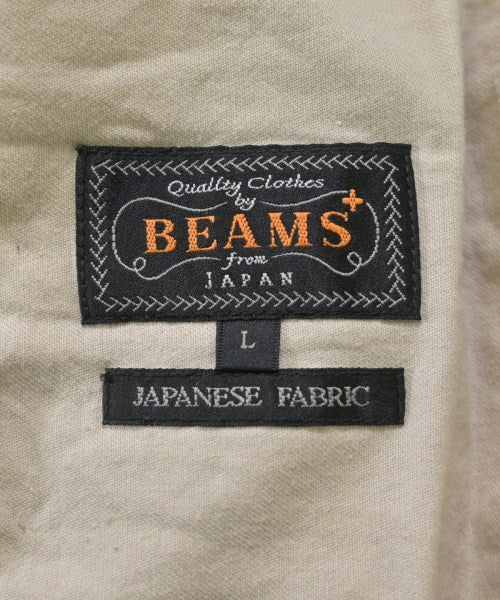 Quality Clothes
by
BEAMS+
from
JAPAN
L
JAPANESE FABRIC